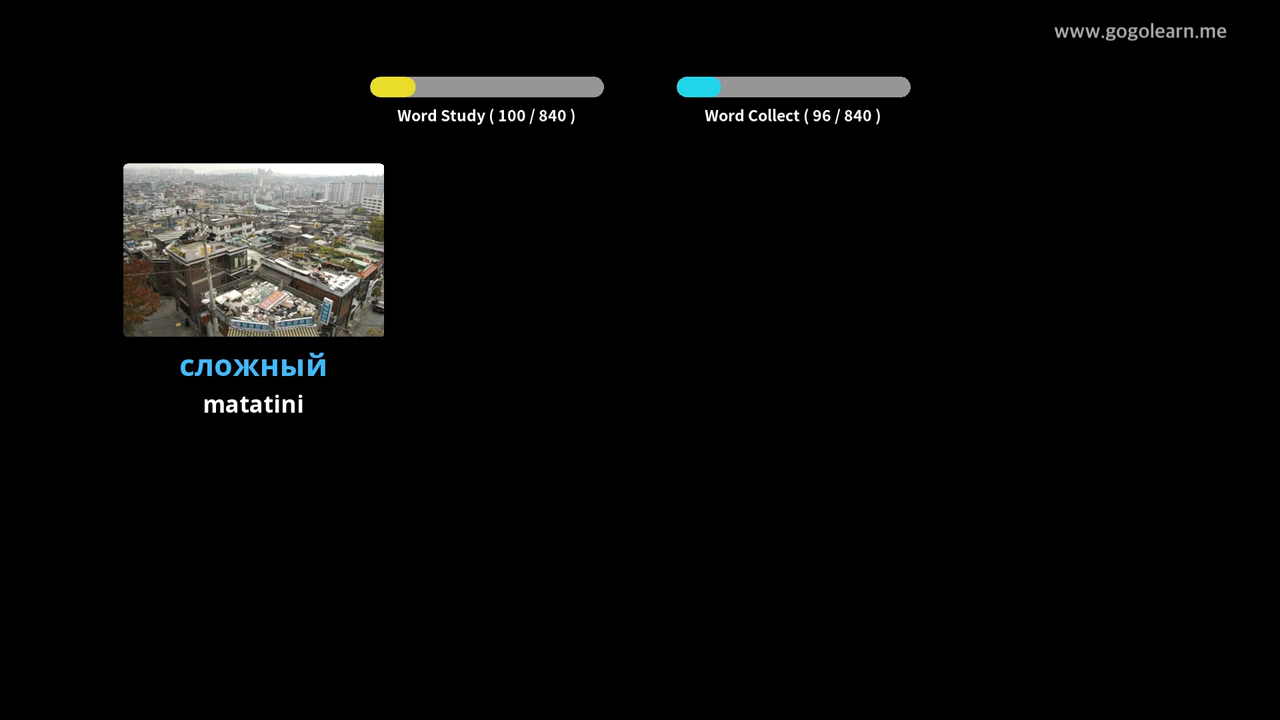 www.gogolearn.me
Word Study ( 100 / 840 )
Word Collect ( 96 / 840 )
сложный
matatini